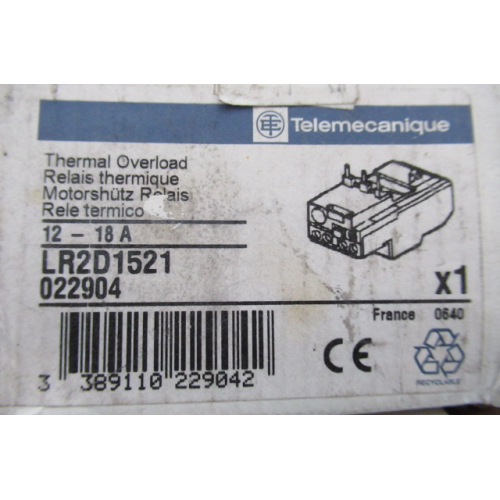 Telemecanique
Thermal Overload
Relais thermique
Motorshütz Relais
Rele termico
12 - 18 A
LR2D1521
022904
x1
France 0640
3 389110 229042
CE
RECYCLABLE